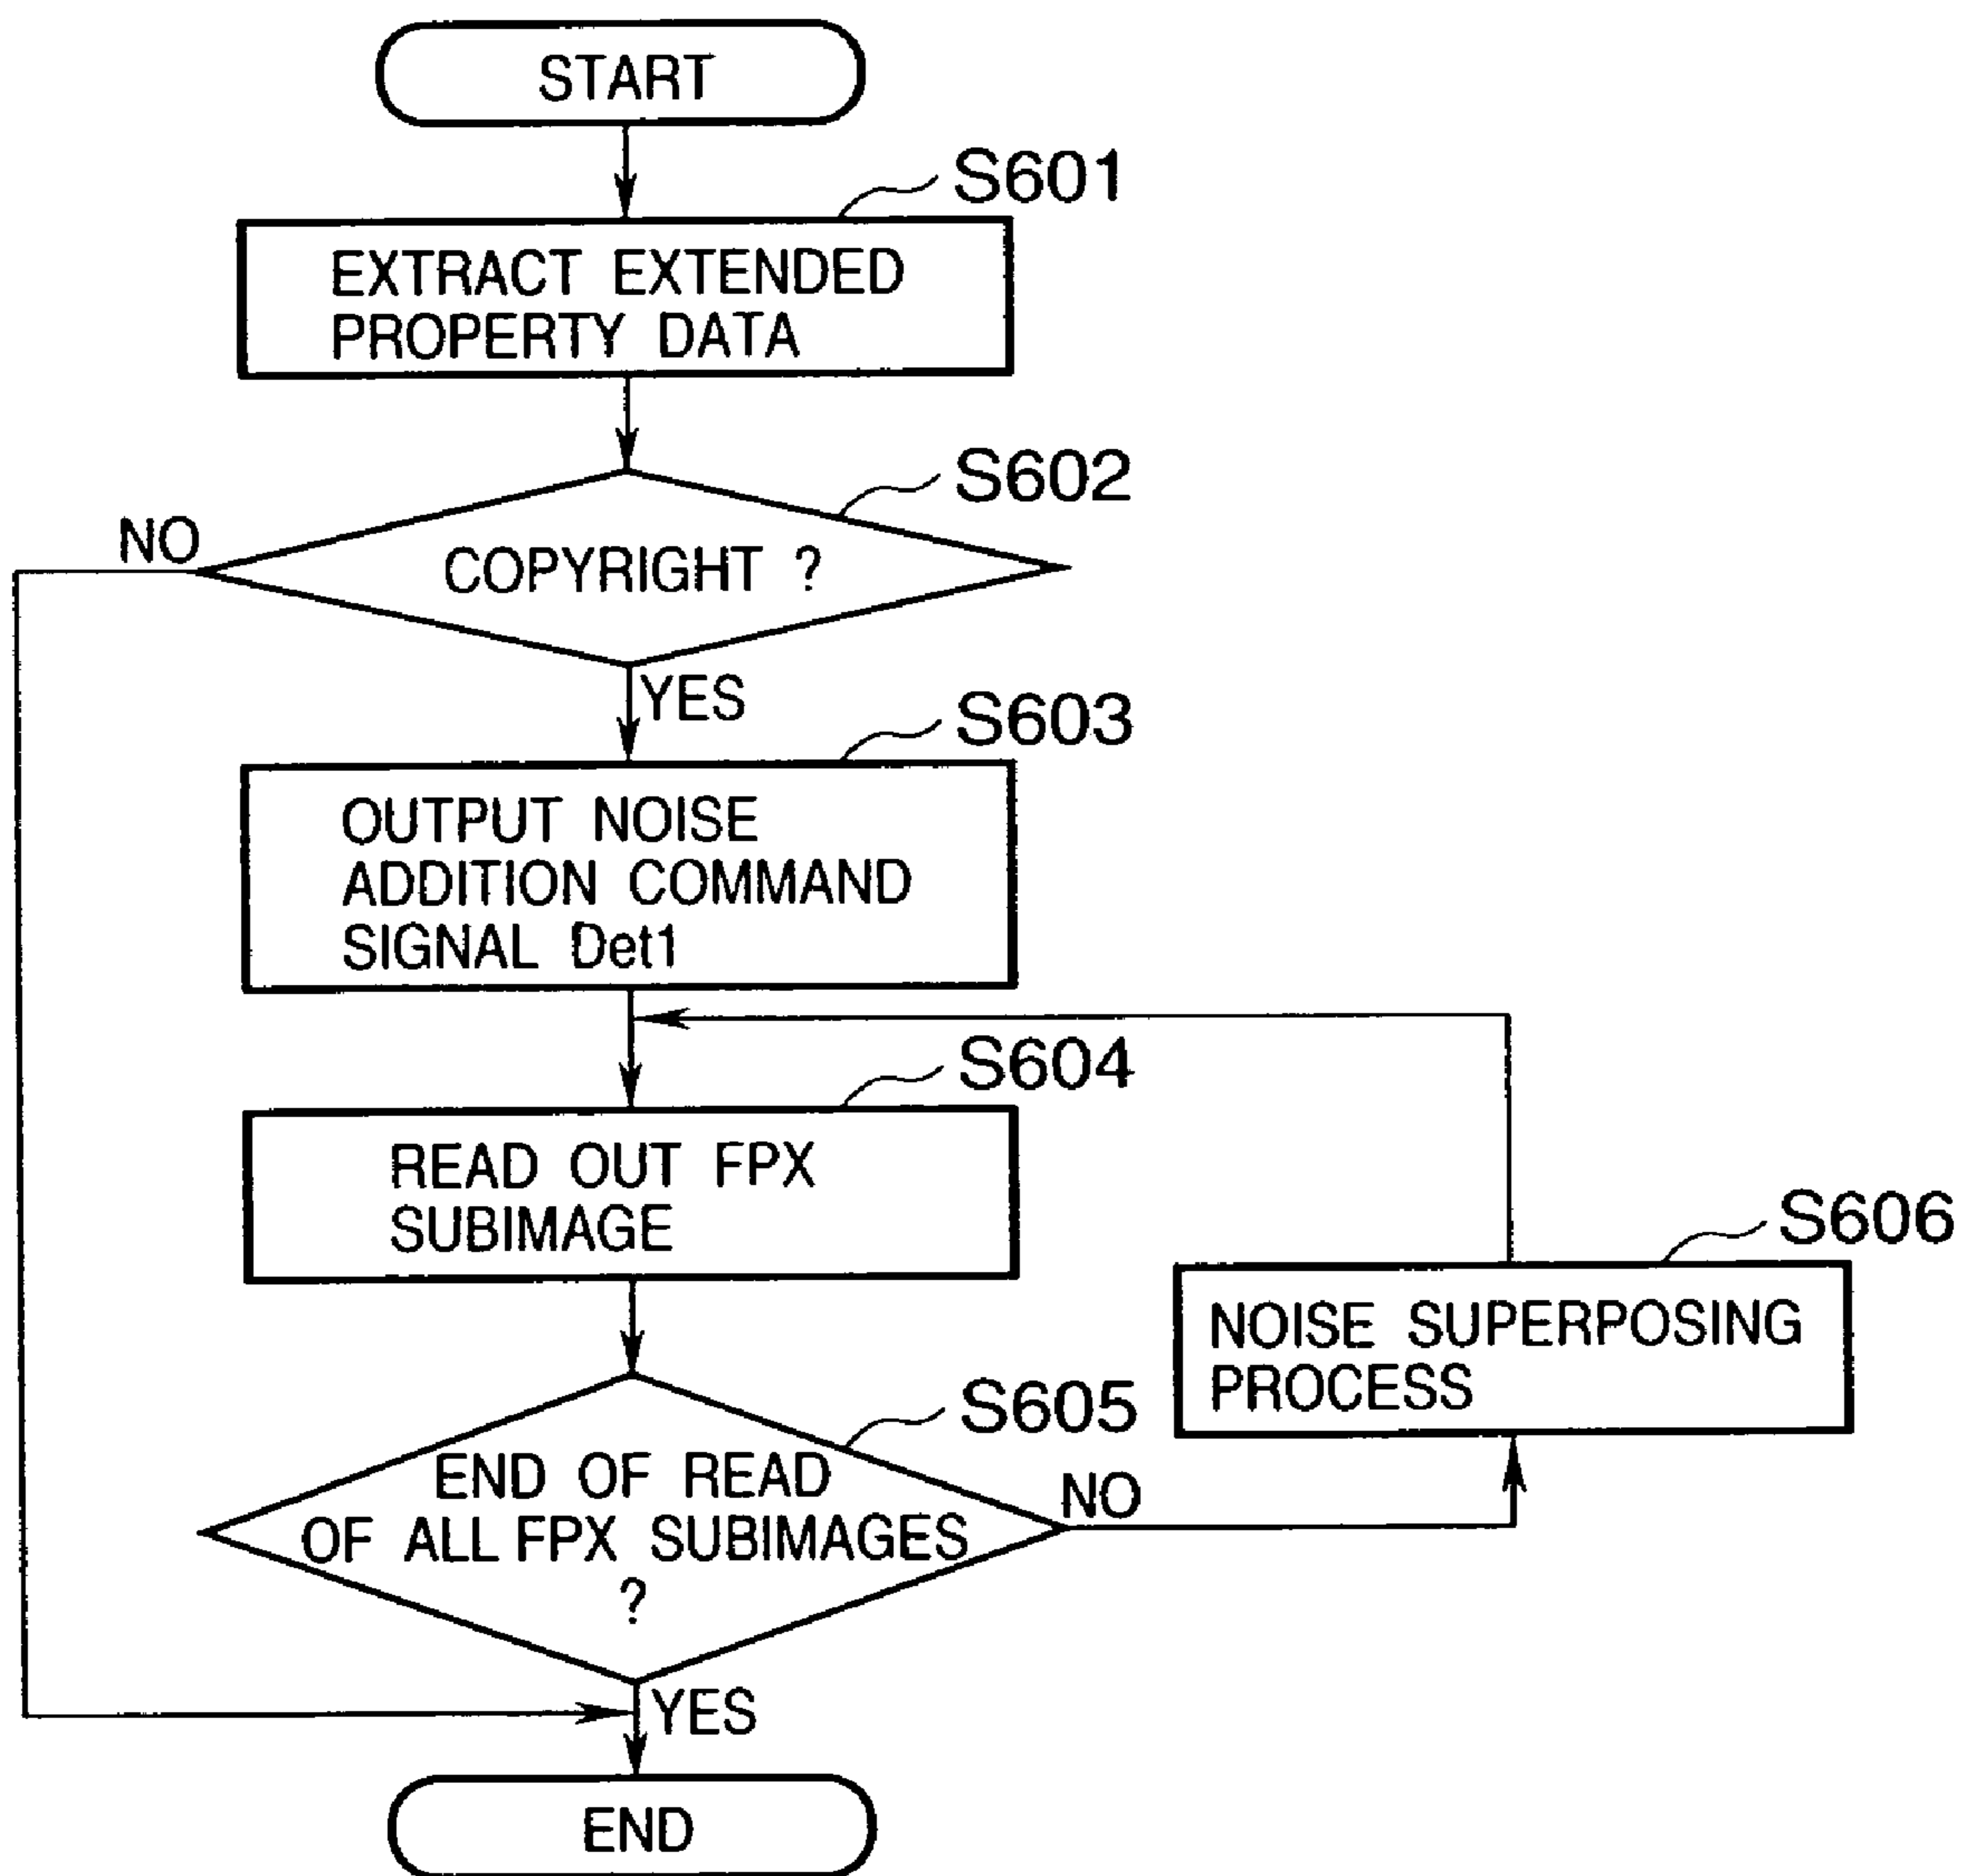 START
S601
EXTRACT EXTENDED
PROPERTY DATA
S602
NO
COPYRIGHT ?
YES
S603
OUTPUT NOISE
ADDITION COMMAND
SIGNAL Det1
S604
READ OUT FPX
SUBIMAGE
S606
NOISE SUPERPOSING
PROCESS
S605
END OF READ
OF ALL FPX SUBIMAGES
?
NO
YES
END